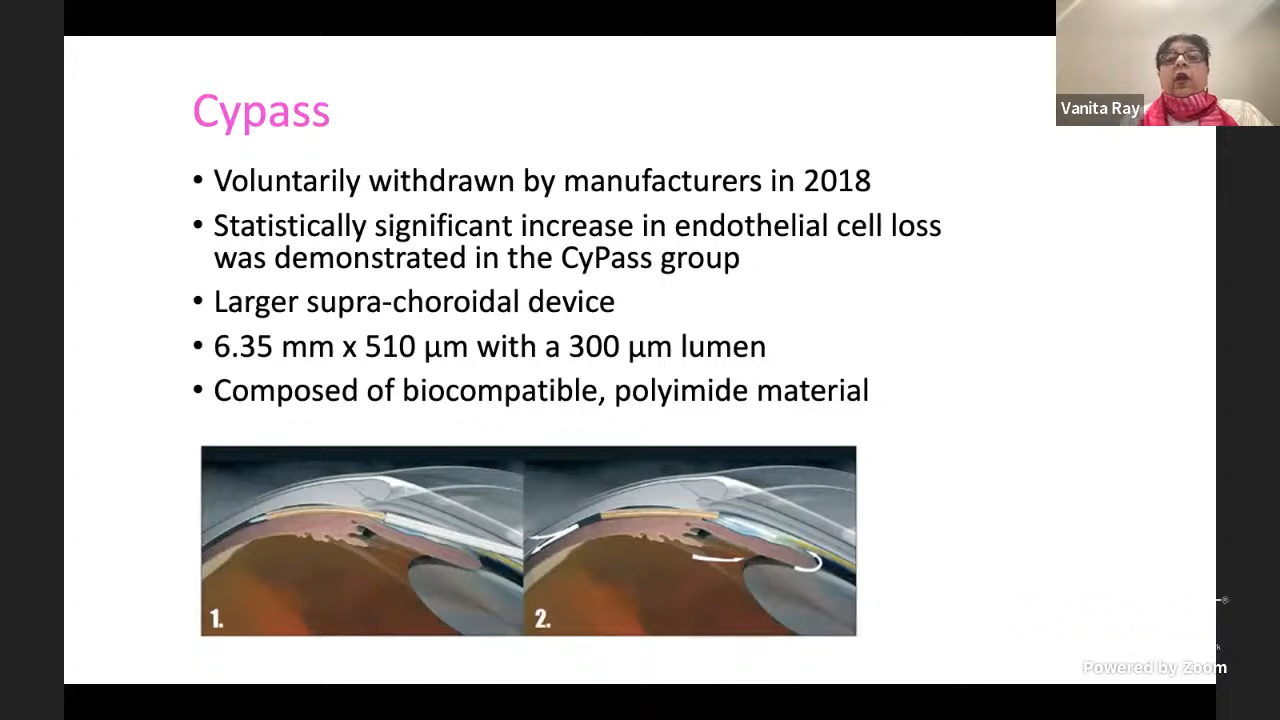 Cypass
• Voluntarily withdrawn by manufacturers in 2018
• Statistically significant increase in endothelial cell loss
was demonstrated in the CyPass group
• Larger supra-choroidal device
• 6.35 mm x 510 µm with a 300 µm lumen
• Composed of biocompatible, polyimide material
1.
2.
Vanita Ray
®
Powered by Zoom